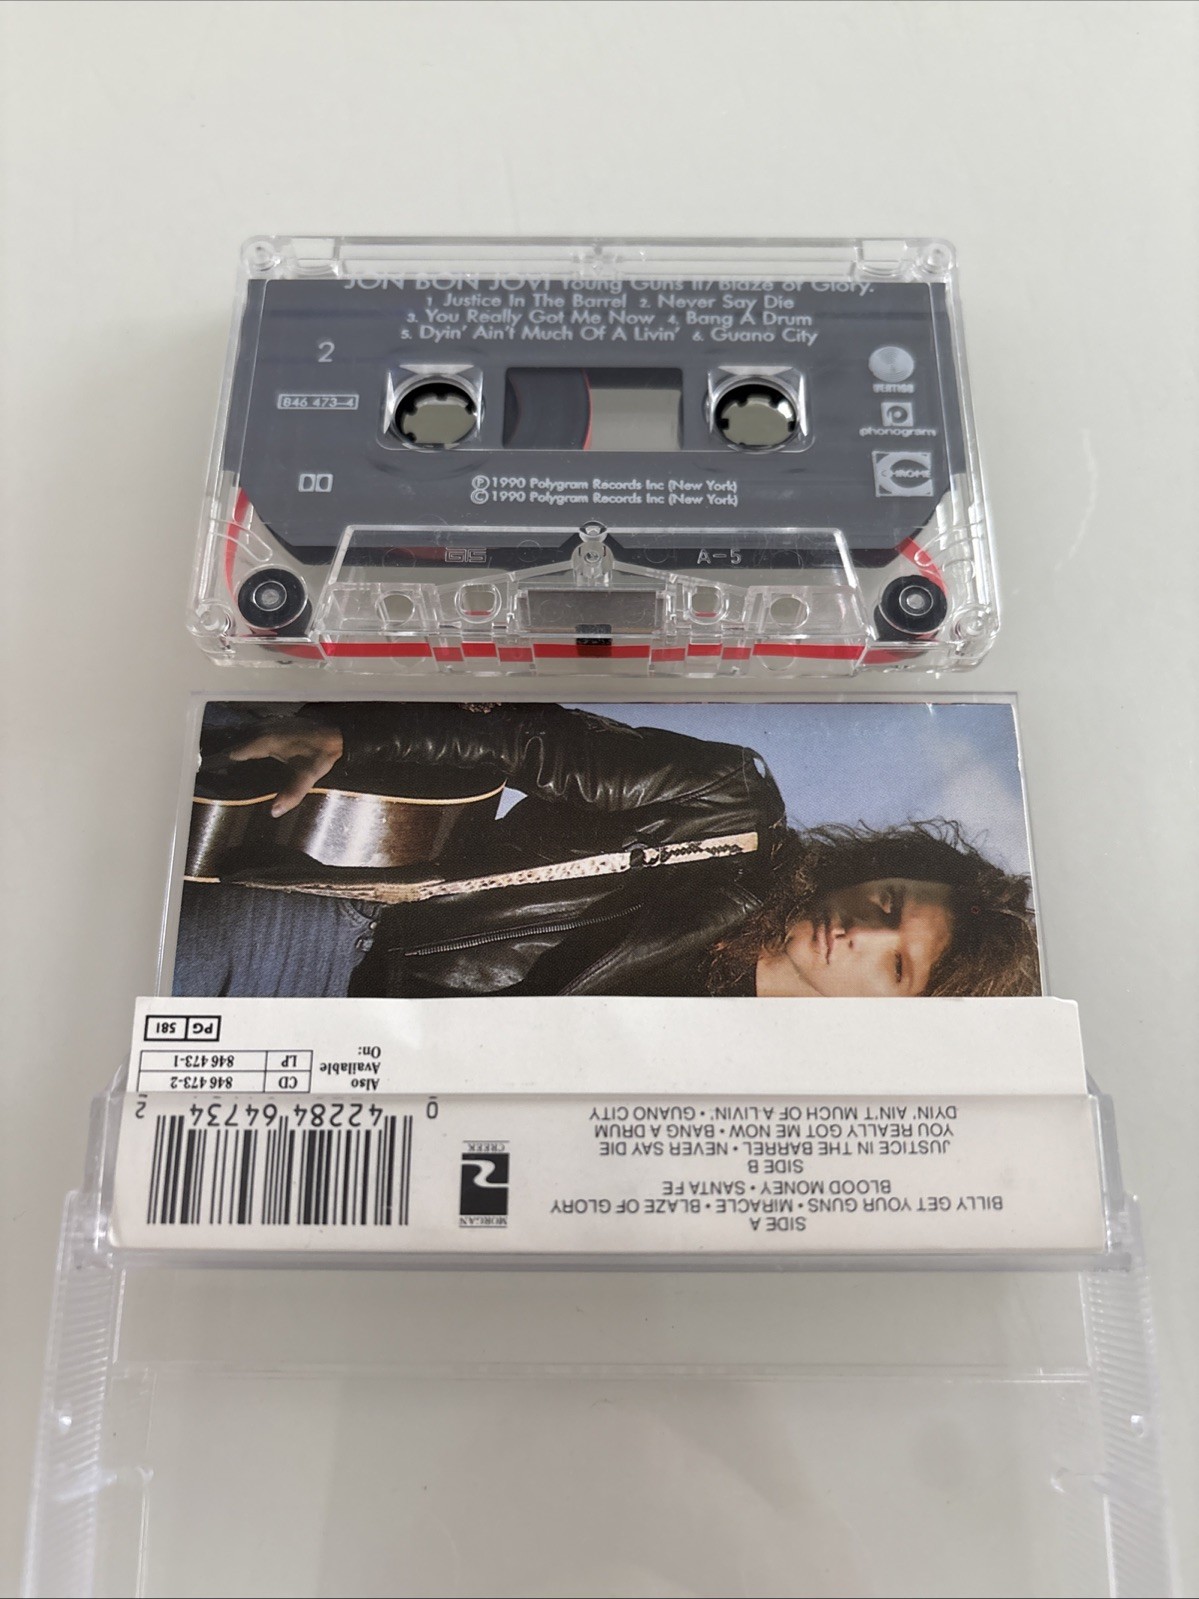 JON BON JOVI Young Guns II/Blaze of Glory.
1. Justice In The Barrel 2. Never Say Die
3. You Really Got Me Now 4. Bang A Drum
5. Dyin' Ain't Much Of A Livin' 6. Guano City
2
846 473-4
VERTIGO
phonogram
CHROME
℗ 1990 Polygram Records Inc (New York)
© 1990 Polygram Records Inc (New York)
A-5
SIDE A
BILLY GET YOUR GUNS • MIRACLE • BLAZE OF GLORY
BLOOD MONEY • SANTA FE
SIDE B
JUSTICE IN THE BARREL • NEVER SAY DIE
YOU REALLY GOT ME NOW • BANG A DRUM
DYIN' AIN'T MUCH OF A LIVIN' • GUANO CITY
MORGAN
CREEK
0 42284 64734 2
Also
Available
On:
CD 846 473-2
LP 846 473-1
PG 581